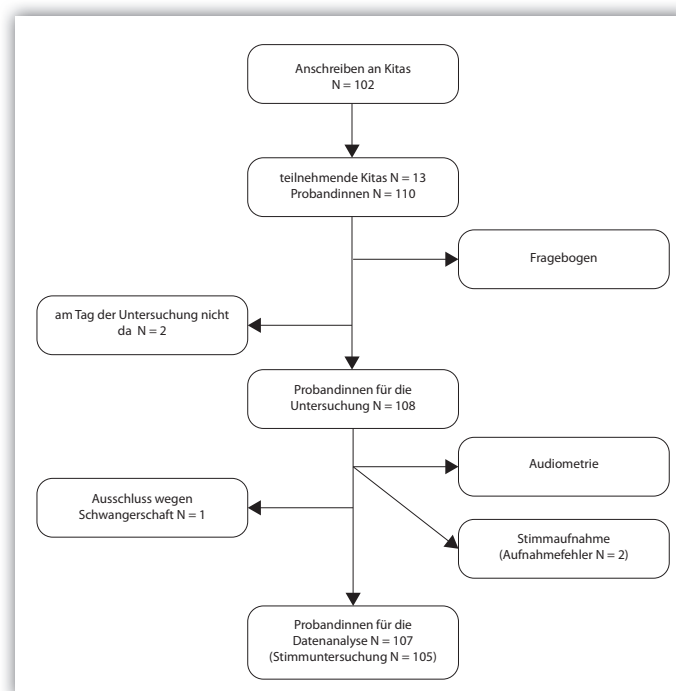 Anschreiben an Kitas
N = 102
teilnehmende Kitas N = 13
Probandinnen N = 110
Fragebogen
am Tag der Untersuchung nicht
da N = 2
Probandinnen für die
Untersuchung N = 108
Audiometrie
Ausschluss wegen
Schwangerschaft N = 1
Stimmaufnahme
(Aufnahmefehler N = 2)
Probandinnen für die
Datenanalyse N = 107
(Stimmuntersuchung N = 105)